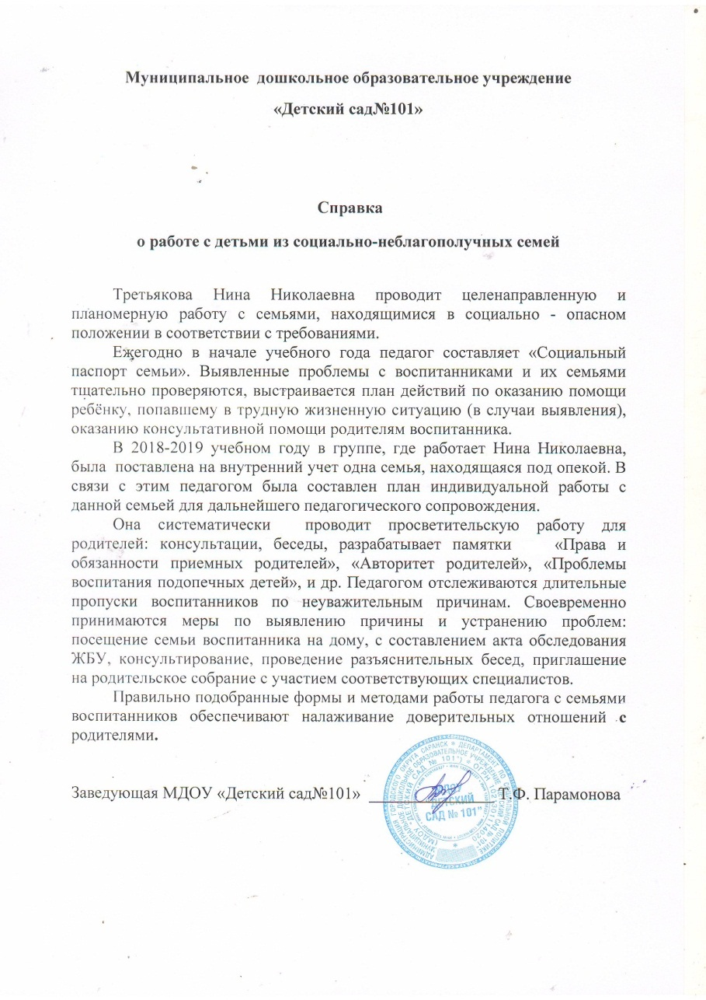 Муниципальное дошкольное образовательное учреждение
«Детский сад№101»
Справка
о работе с детьми из социально-неблагополучных семей
Третьякова Нина Николаевна проводит целенаправленную и
планомерную работу с семьями, находящимися в социально - опасном
положении в соответствии с требованиями.
Ежегодно в начале учебного года педагог составляет «Социальный
паспорт семьи». Выявленные проблемы с воспитанниками и их семьями
тщательно проверяются, выстраивается план действий по оказанию помощи
ребёнку, попавшему в трудную жизненную ситуацию (в случаи выявления),
оказанию консультативной помощи родителям воспитанника.
В 2018-2019 учебном году в группе, где работает Нина Николаевна,
была поставлена на внутренний учет одна семья, находящаяся под опекой. В
связи с этим педагогом была составлен план индивидуальной работы с
данной семьей для дальнейшего педагогического сопровождения.
Она систематически проводит просветительскую работу для
родителей: консультации, беседы, разрабатывает памятки «Права и
обязанности приемных родителей», «Авторитет родителей», «Проблемы
воспитания подопечных детей», и др. Педагогом отслеживаются длительные
пропуски воспитанников по неуважительным причинам. Своевременно
принимаются меры по выявлению причины и устранению проблем:
посещение семьи воспитанника на дому, с составлением акта обследования
ЖБУ, консультирование, проведение разъяснительных бесед, приглашение
на родительское собрание с участием соответствующих специалистов.
Правильно подобранные формы и методами работы педагога с семьями
воспитанников обеспечивают налаживание доверительных отношений с
родителями.
Заведующая МДОУ «Детский сад№101» ________________ Т.Ф. Парамонова
ДЕТСКИЙ
САД № 101"